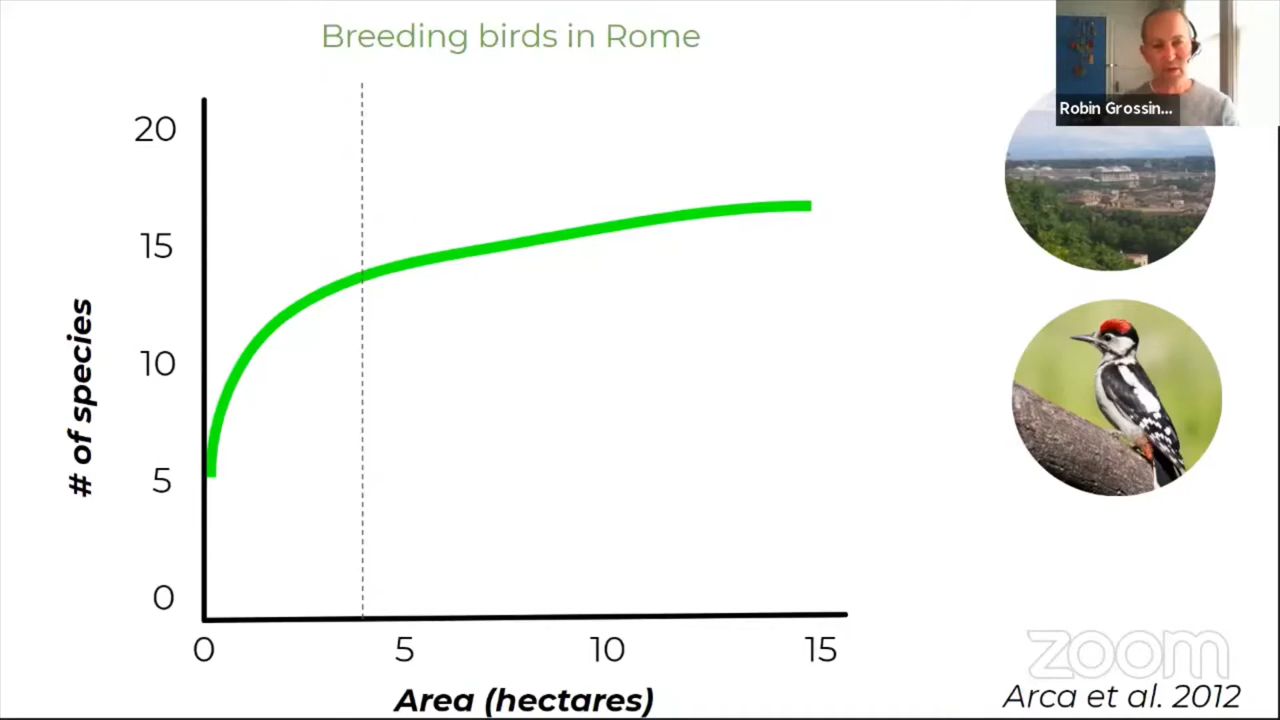 Breeding birds in Rome
Robin Grossin...
20
15
10
5
0
# of species
0 5 10 15
Area (hectares)
zoom
Arca et al. 2012